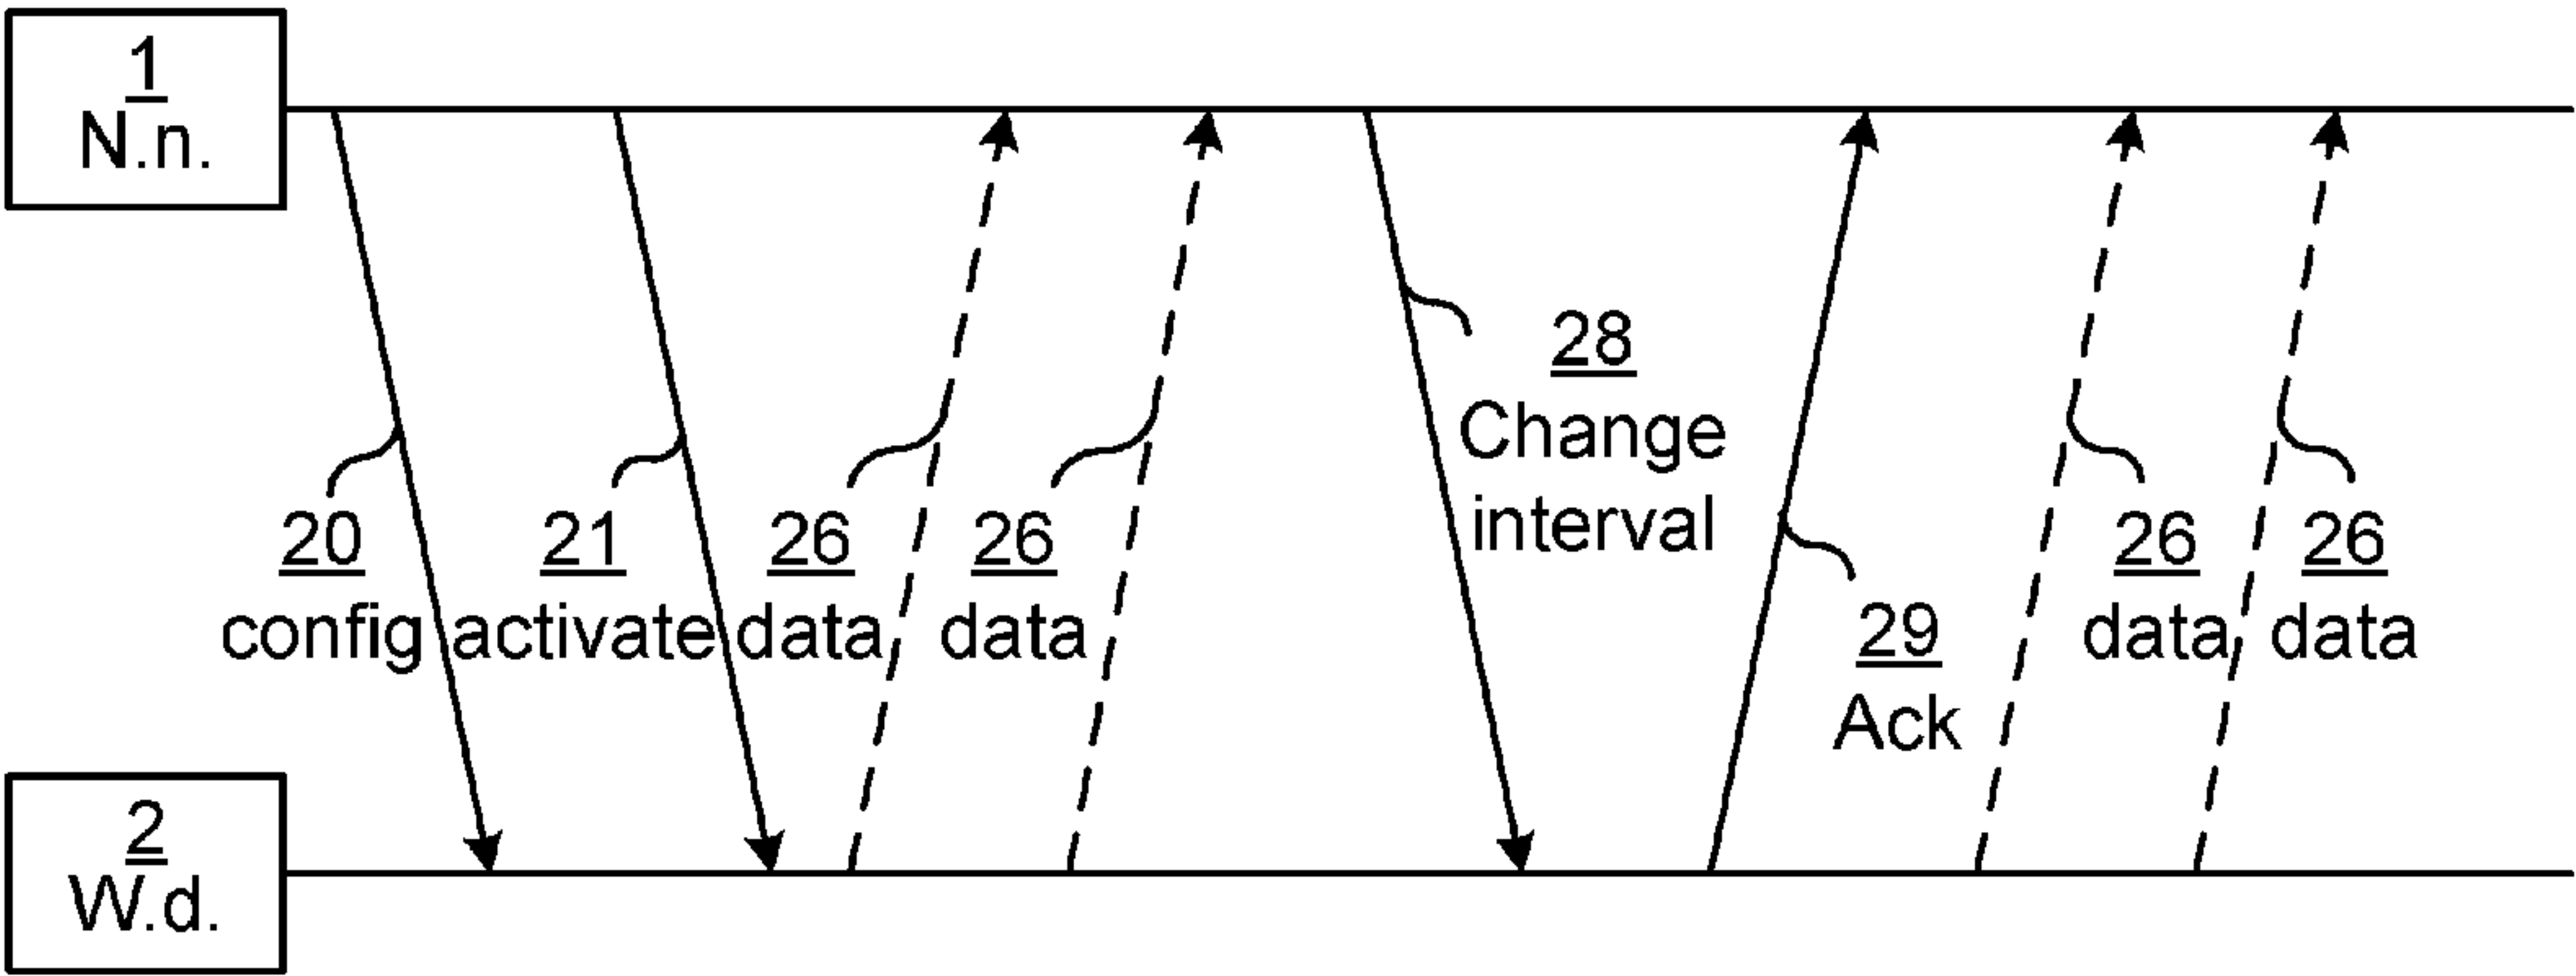 1
N.n.
28
Change
interval
20
config
21
activate
26
data
26
data
29
Ack
26
data
26
data
2
W.d.